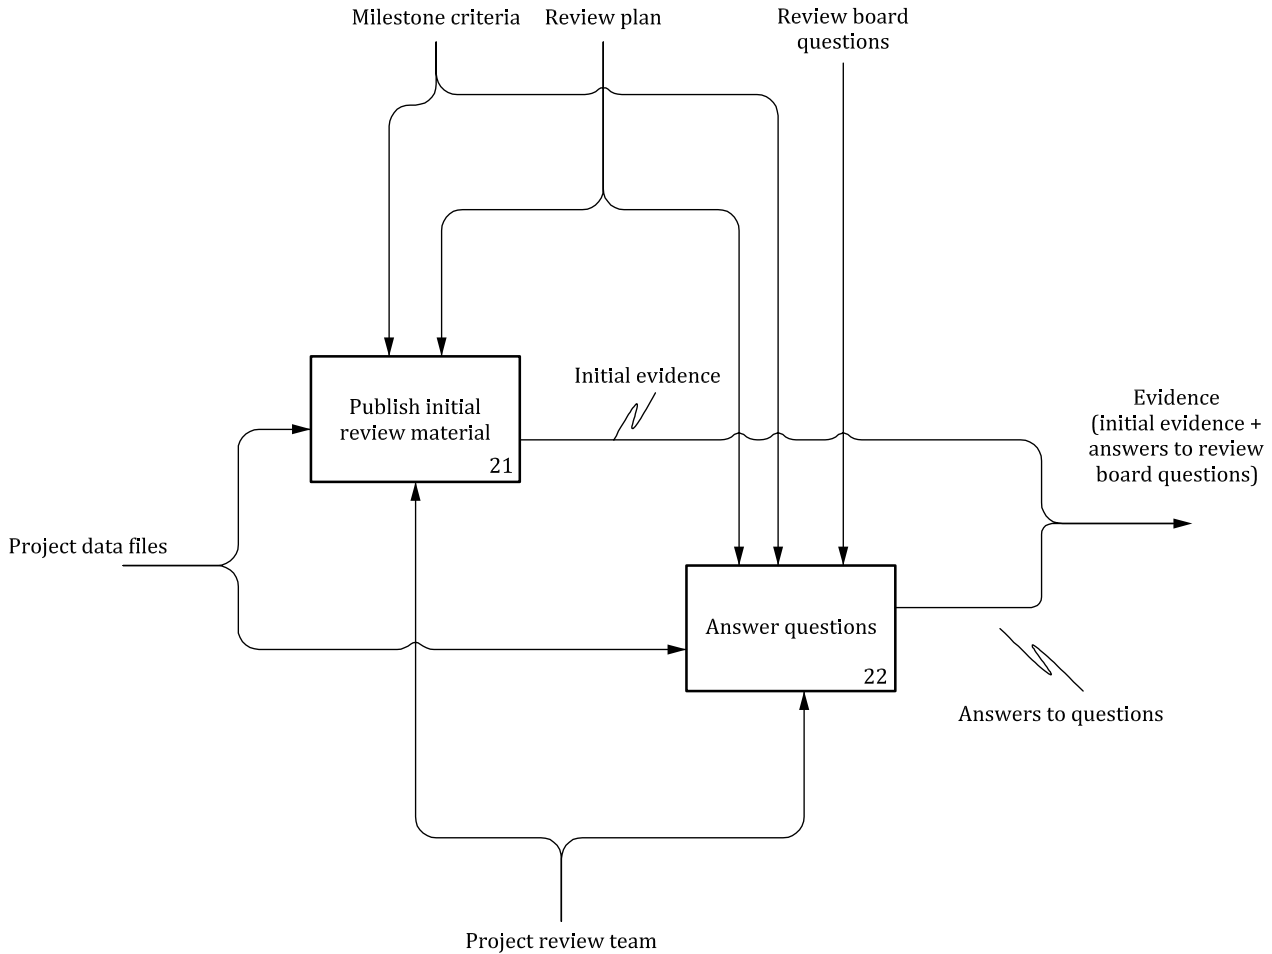 Milestone criteria
Review plan
Review board
questions
Initial evidence
Publish initial
review material
21
Evidence
(initial evidence +
answers to review
board questions)
Project data files
Answer questions
22
Answers to questions
Project review team